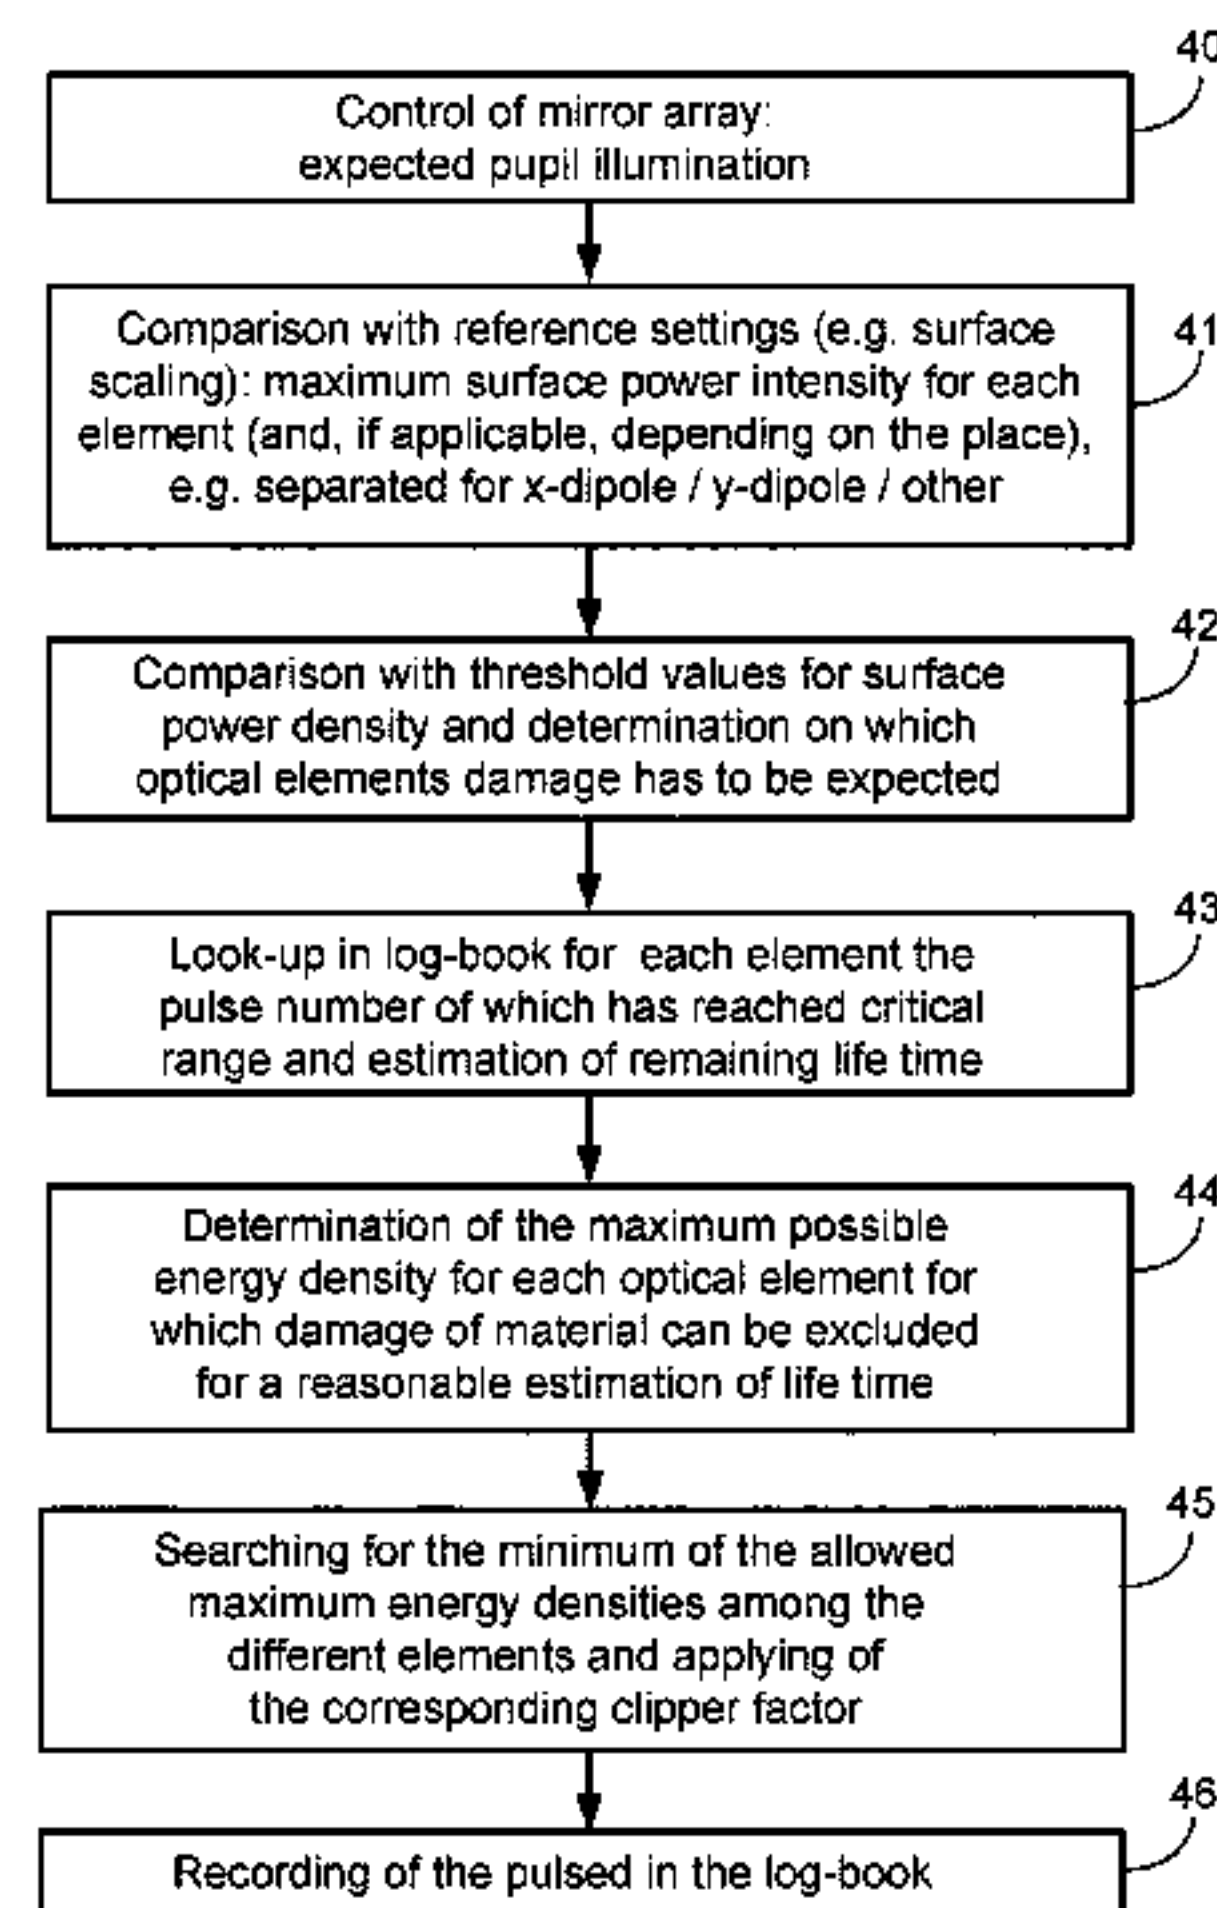 40
Control of mirror array:
expected pupil illumination
41
Comparison with reference settings (e.g. surface
scaling): maximum surface power intensity for each
element (and, if applicable, depending on the place),
e.g. separated for x-dipole / y-dipole / other
42
Comparison with threshold values for surface
power density and determination on which
optical elements damage has to be expected
43
Look-up in log-book for each element the
pulse number of which has reached critical
range and estimation of remaining life time
44
Determination of the maximum possible
energy density for each optical element for
which damage of material can be excluded
for a reasonable estimation of life time
45
Searching for the minimum of the allowed
maximum energy densities among the
different elements and applying of
the corresponding clipper factor
46
Recording of the pulsed in the log-book